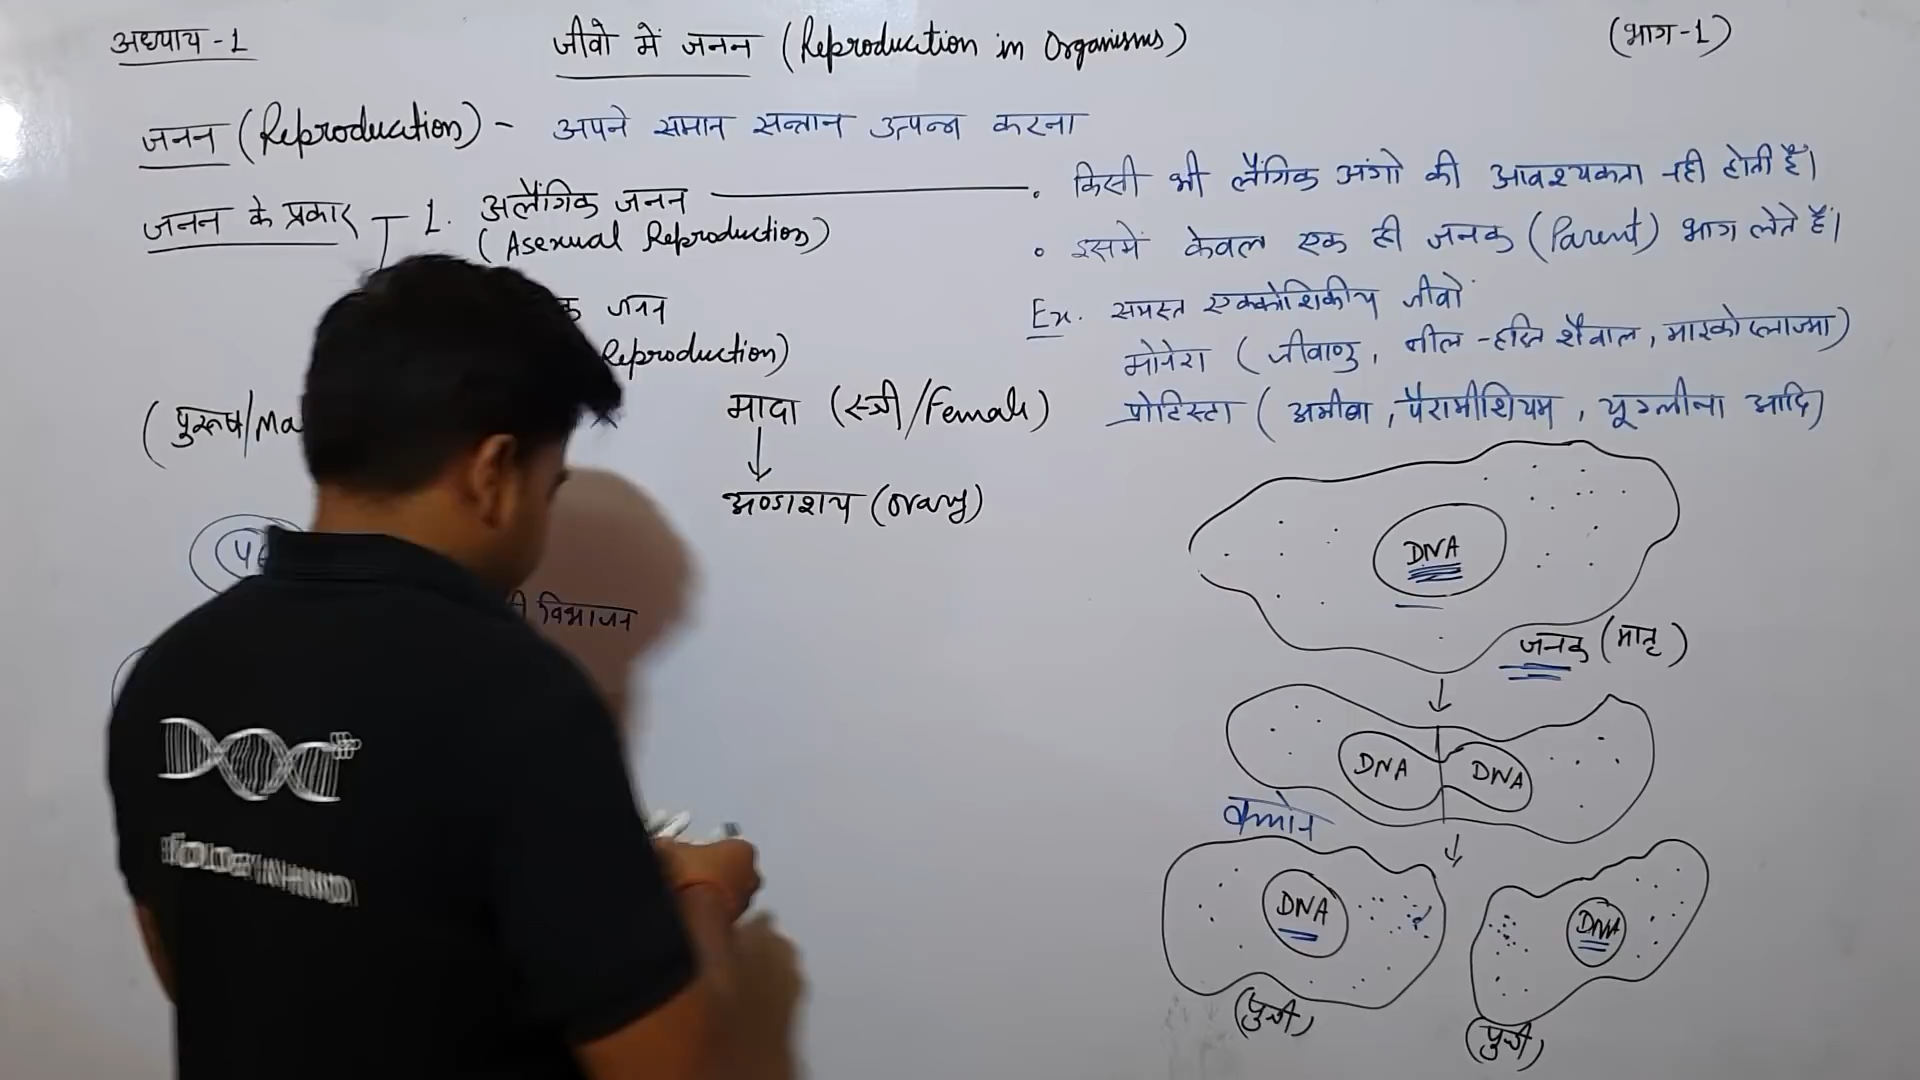 अध्याय-1
जीवो में जनन (Reproduction in Organisms)
(भाग-1)
जनन (Reproduction) - अपने समान सन्तान उत्पन्न करना
जनन के प्रकार
1. अलैंगिक जनन
(Asexual Reproduction)
• किसी भी लैंगिक अंगो की आवश्यकता नही होती है।
• इसमें केवल एक ही जनक (Parent) भाग लेते हैं।
जनन
Reproduction)
Ex. समस्त एककोशिकीय जीवों
मोनेरा (जीवाणु, नील-हरित शैवाल, माइकोप्लाज्मा)
प्रोटिस्टा (अमीबा, पैरामीशियम, यूग्लीना आदि)
(पुरूष/Ma
मादा (स्त्री/Female)
अण्डाशय (ovary)
विभाजन
DNA
जनक (मातृ)
DNA DNA
क्लोन
DNA
DNA
(पुत्री)
(पुत्री)